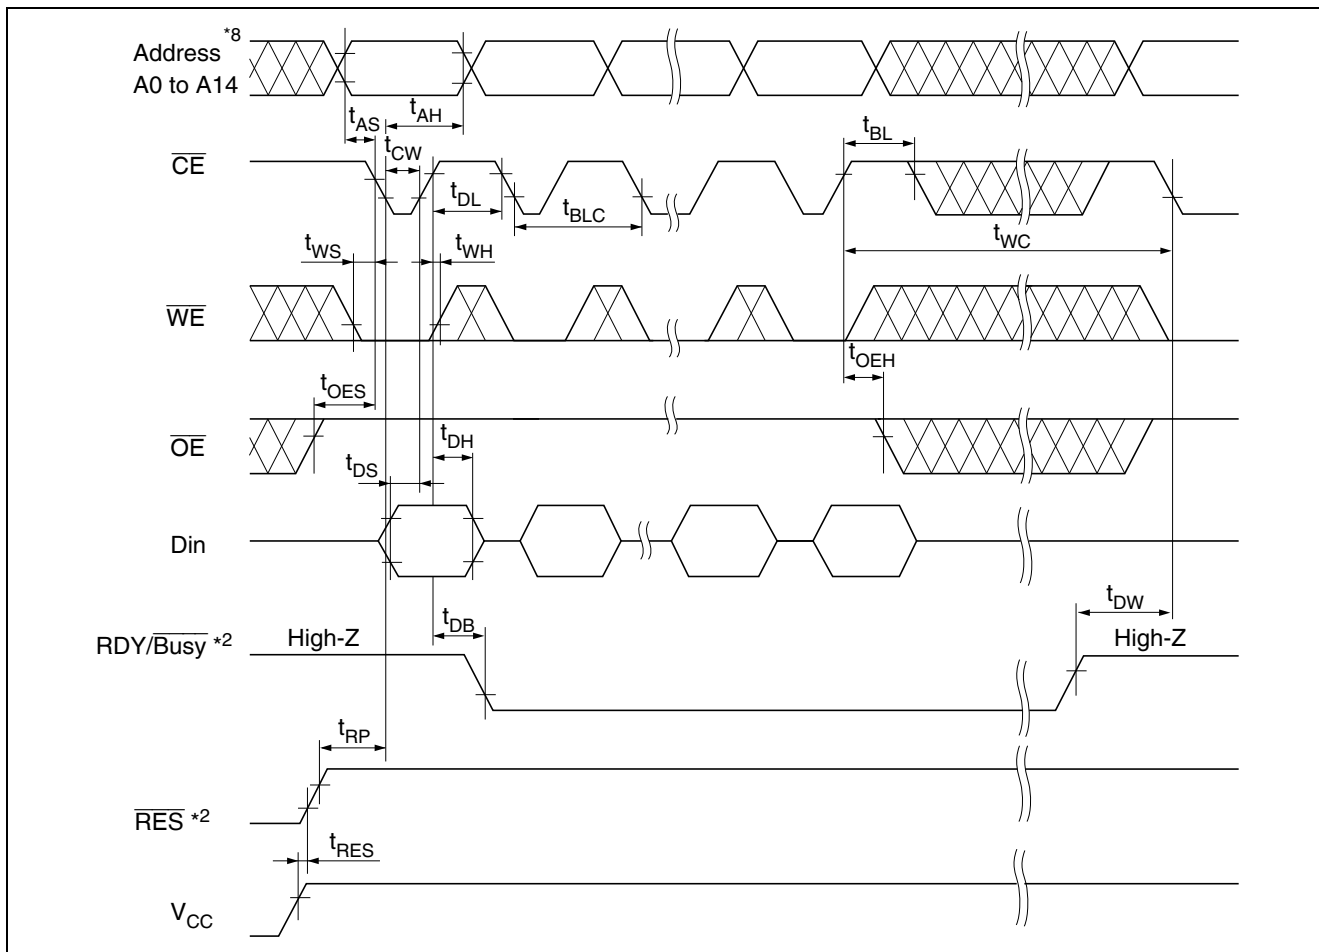 Address *8
A0 to A14
tAS
tAH
CE
tCW
tBL
tDL
tBLC
tWC
tWS
tWH
WE
tOEH
tOES
OE
tDH
tDS
Din
tDB
tDW
RDY/Busy *2
High-Z
High-Z
tRP
RES *2
tRES
VCC